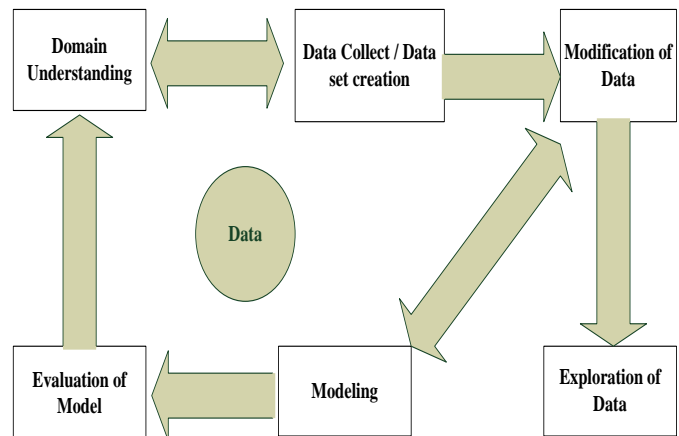 Domain
Understanding
Data Collect / Data
set creation
Modification of
Data
Data
Evaluation of
Model
Modeling
Exploration of
Data